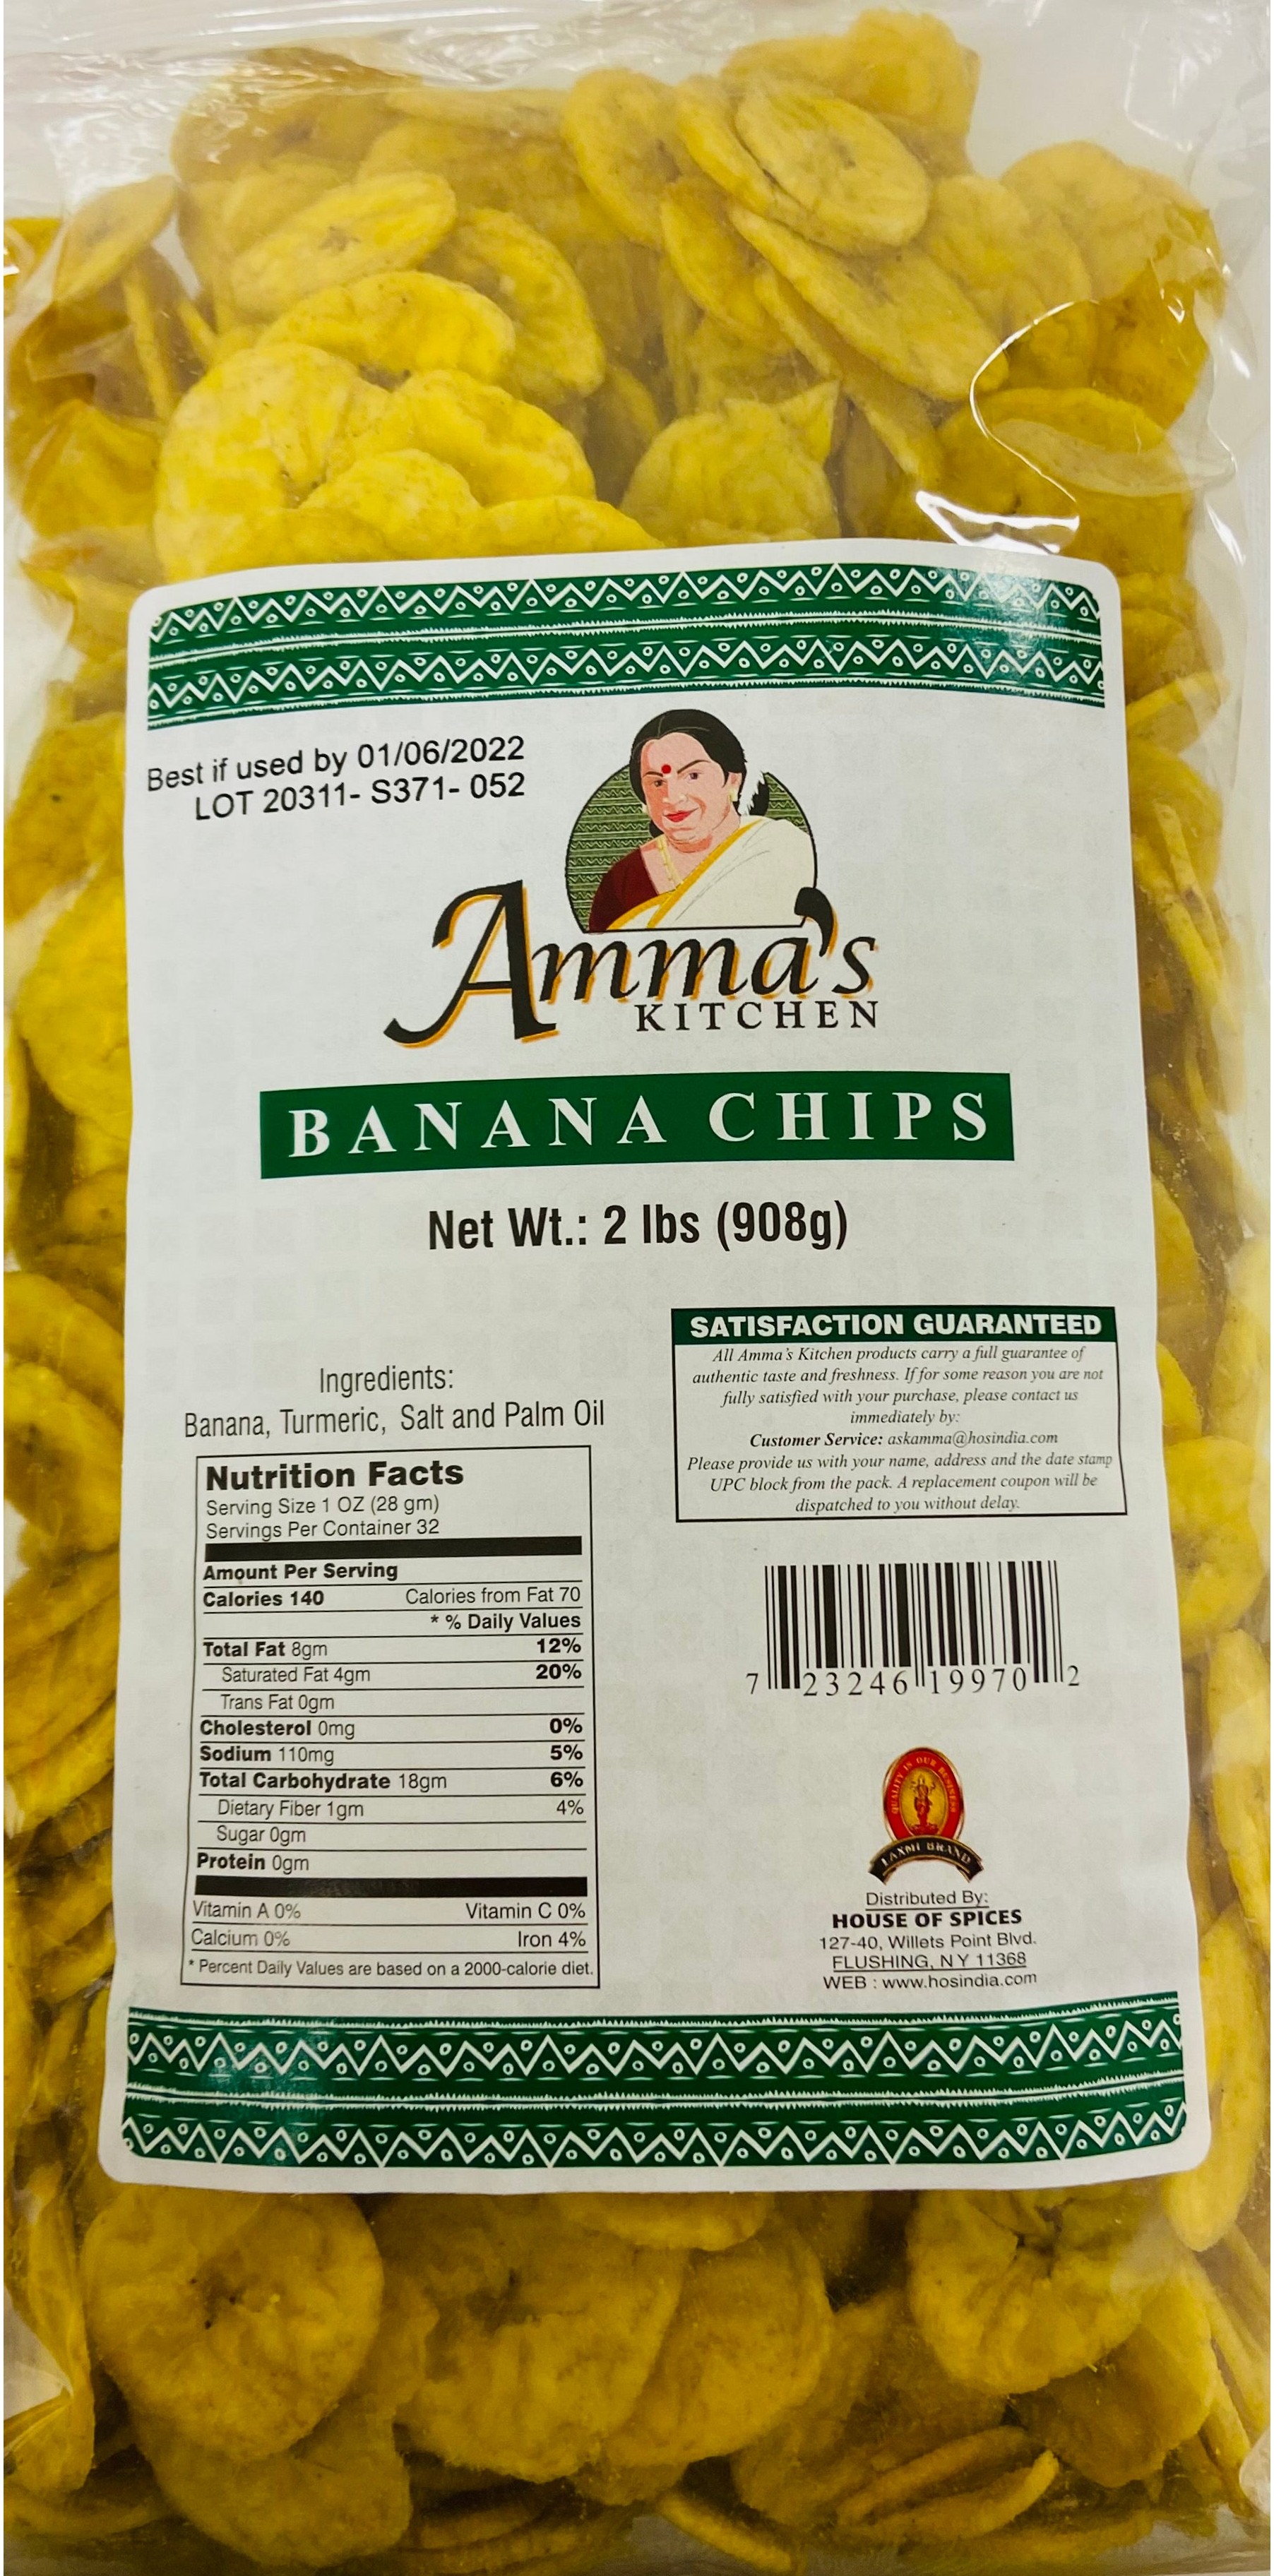 Best if used by 01/06/2022
LOT 20311- S371- 052
Amma's
KITCHEN
BANANA CHIPS
Net Wt.: 2 lbs (908g)
Ingredients:
Banana, Turmeric, Salt and Palm Oil
Nutrition Facts
Serving Size 1 OZ (28 gm)
Servings Per Container 32
Amount Per Serving
Calories 140 Calories from Fat 70
* % Daily Values
Total Fat 8gm 12%
Saturated Fat 4gm 20%
Trans Fat 0gm
Cholesterol 0mg 0%
Sodium 110mg 5%
Total Carbohydrate 18gm 6%
Dietary Fiber 1gm 4%
Sugar 0gm
Protein 0gm
Vitamin A 0% Vitamin C 0%
Calcium 0% Iron 4%
* Percent Daily Values are based on a 2000-calorie diet.
SATISFACTION GUARANTEED
All Amma's Kitchen products carry a full guarantee of
authentic taste and freshness. If for some reason you are not
fully satisfied with your purchase, please contact us
immediately by:
Customer Service: askamma@hosindia.com
Please provide us with your name, address and the date stamp
UPC block from the pack. A replacement coupon will be
dispatched to you without delay.
7 23246 19970 2
QUALITY IS OUR BUSINESS
LAXMI BRAND
Distributed By:
HOUSE OF SPICES
127-40, Willets Point Blvd.
FLUSHING, NY 11368
WEB : www.hosindia.com